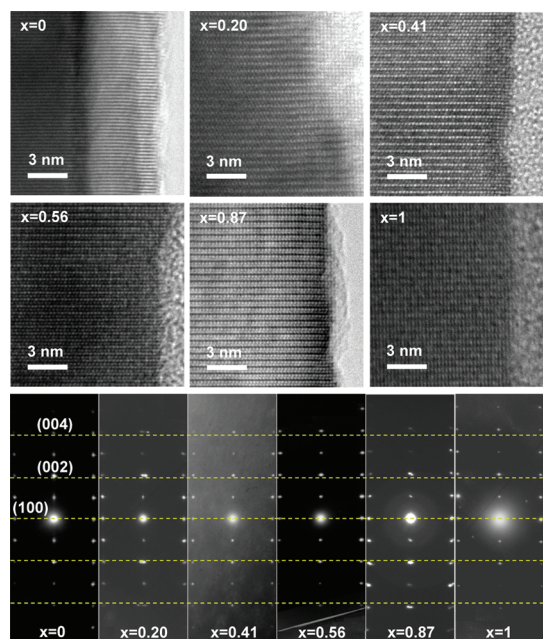 x=0
x=0.20
x=0.41
3 nm
3 nm
3 nm
x=0.56
x=0.87
x=1
3 nm
3 nm
3 nm
(004)
(002)
(100)
x=0
x=0.20
x=0.41
x=0.56
x=0.87
x=1